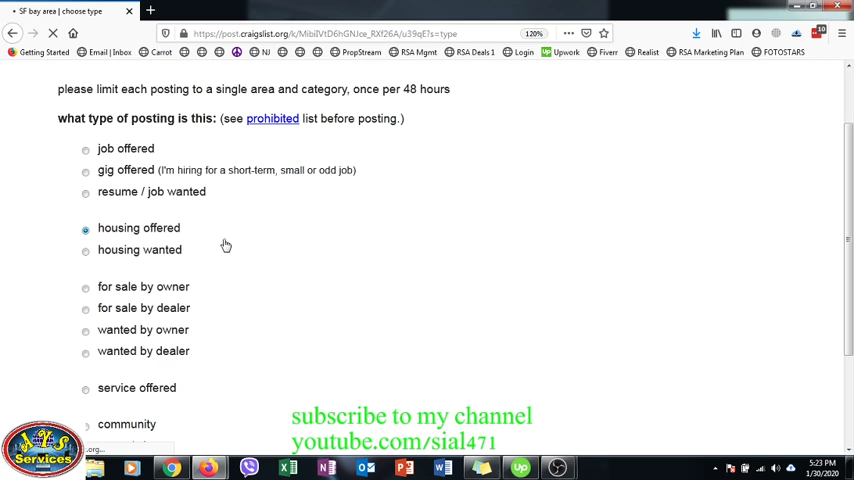 SF bay area | choose type
https://post.craigslist.org/k/MibiIVtD6hGNJce_RXf26A/u39qE?s=type
120%
10
Getting Started
Email | Inbox
Carrot
NJ
PropStream
RSA Mgmt
RSA Deals 1
Login
Up Upwork
Fiverr
Realist
RSA Marketing Plan
FOTOSTARS
please limit each posting to a single area and category, once per 48 hours
what type of posting is this: (see prohibited list before posting.)
job offered
gig offered (I'm hiring for a short-term, small or odd job)
resume / job wanted
housing offered
housing wanted
for sale by owner
for sale by dealer
wanted by owner
wanted by dealer
service offered
community
subscribe to my channel
youtube.com/sial471
.org...
Services
5:23 PM
1/30/2020